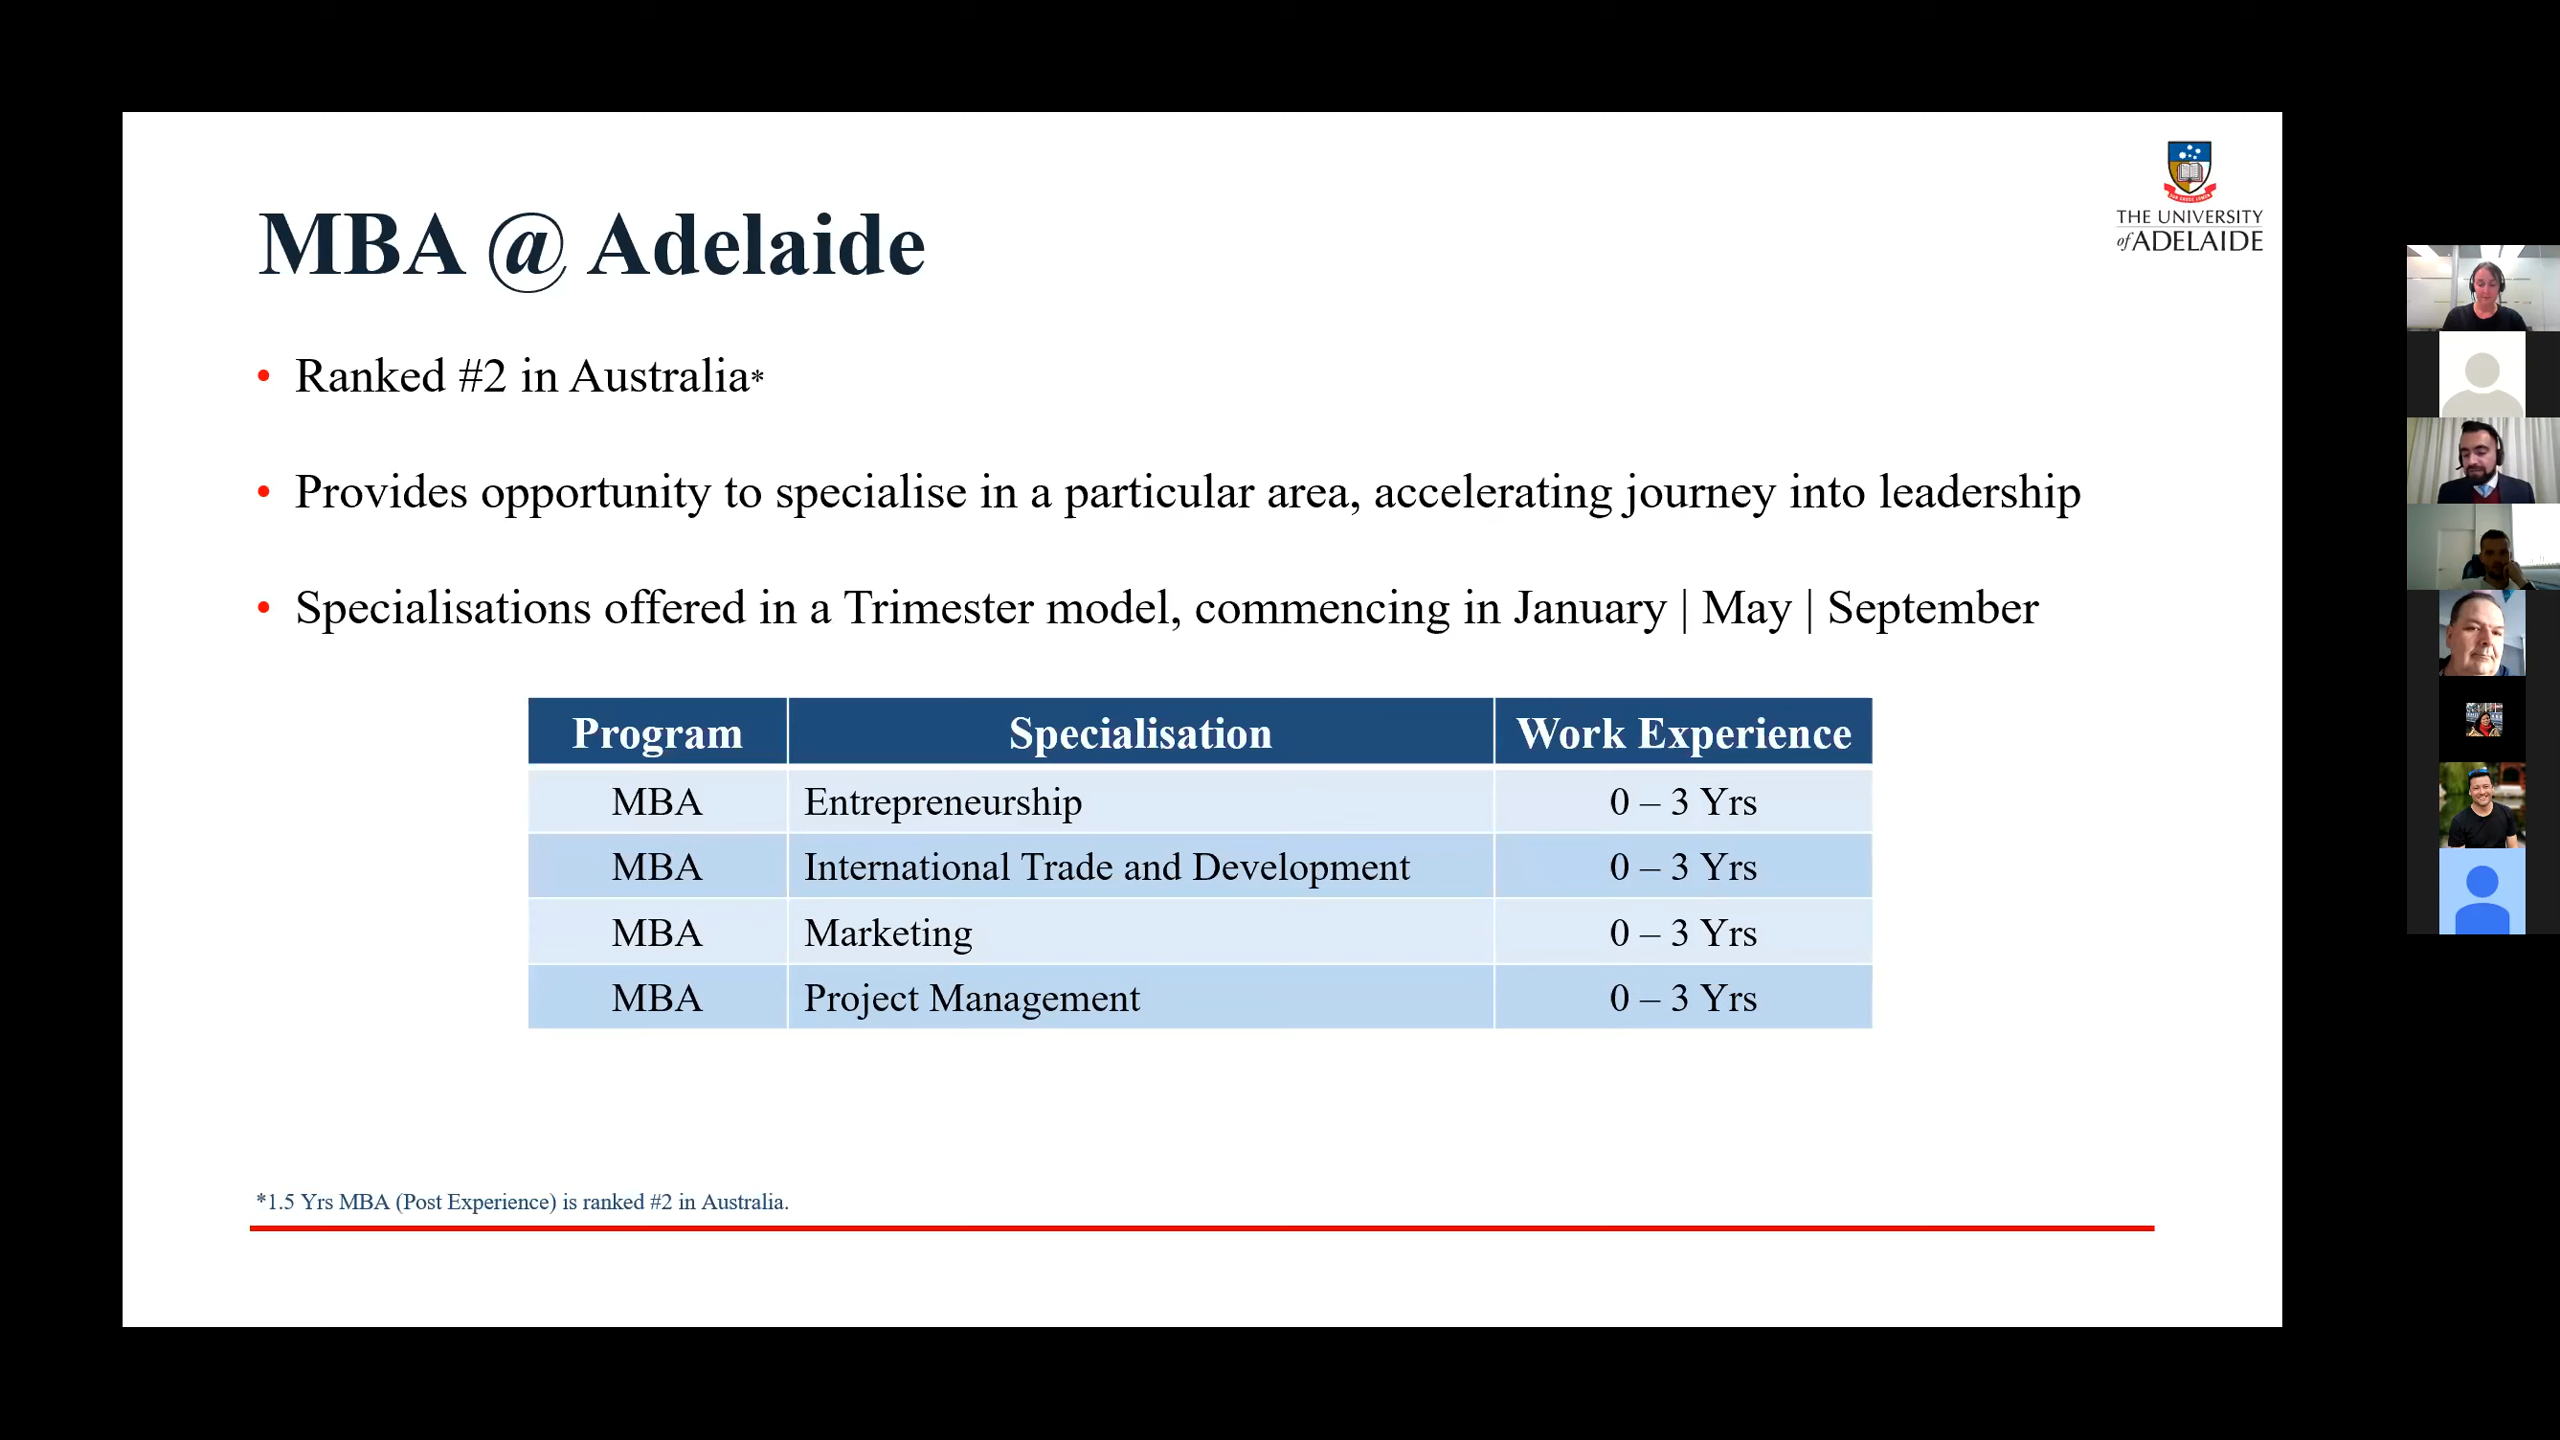 THE UNIVERSITY
of ADELAIDE
MBA @ Adelaide
• Ranked #2 in Australia*
• Provides opportunity to specialise in a particular area, accelerating journey into leadership
• Specialisations offered in a Trimester model, commencing in January | May | September
Program Specialisation Work Experience
MBA Entrepreneurship 0 – 3 Yrs
MBA International Trade and Development 0 – 3 Yrs
MBA Marketing 0 – 3 Yrs
MBA Project Management 0 – 3 Yrs
*1.5 Yrs MBA (Post Experience) is ranked #2 in Australia.